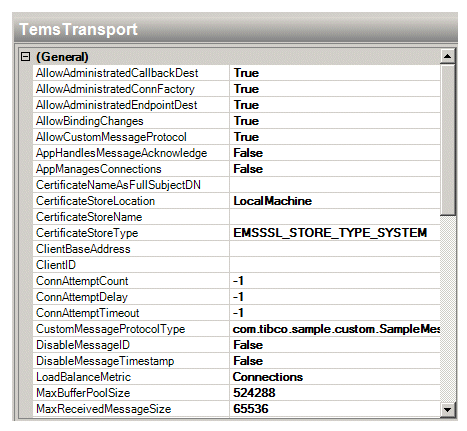 TemsTransport
(General)
AllowAdministratedCallbackDest True
AllowAdministratedConnFactory True
AllowAdministratedEndpointDest True
AllowBindingChanges True
AllowCustomMessageProtocol True
AppHandlesMessageAcknowledge False
AppManagesConnections False
CertificateNameAsFullSubjectDN
CertificateStoreLocation LocalMachine
CertificateStoreName
CertificateStoreType EMSSSL_STORE_TYPE_SYSTEM
ClientBaseAddress
ClientID
ConnAttemptCount -1
ConnAttemptDelay -1
ConnAttemptTimeout -1
CustomMessageProtocolType com.tibco.sample.custom.SampleMes
DisableMessageID False
DisableMessageTimestamp False
LoadBalanceMetric Connections
MaxBufferPoolSize 524288
MaxReceivedMessageSize 65536